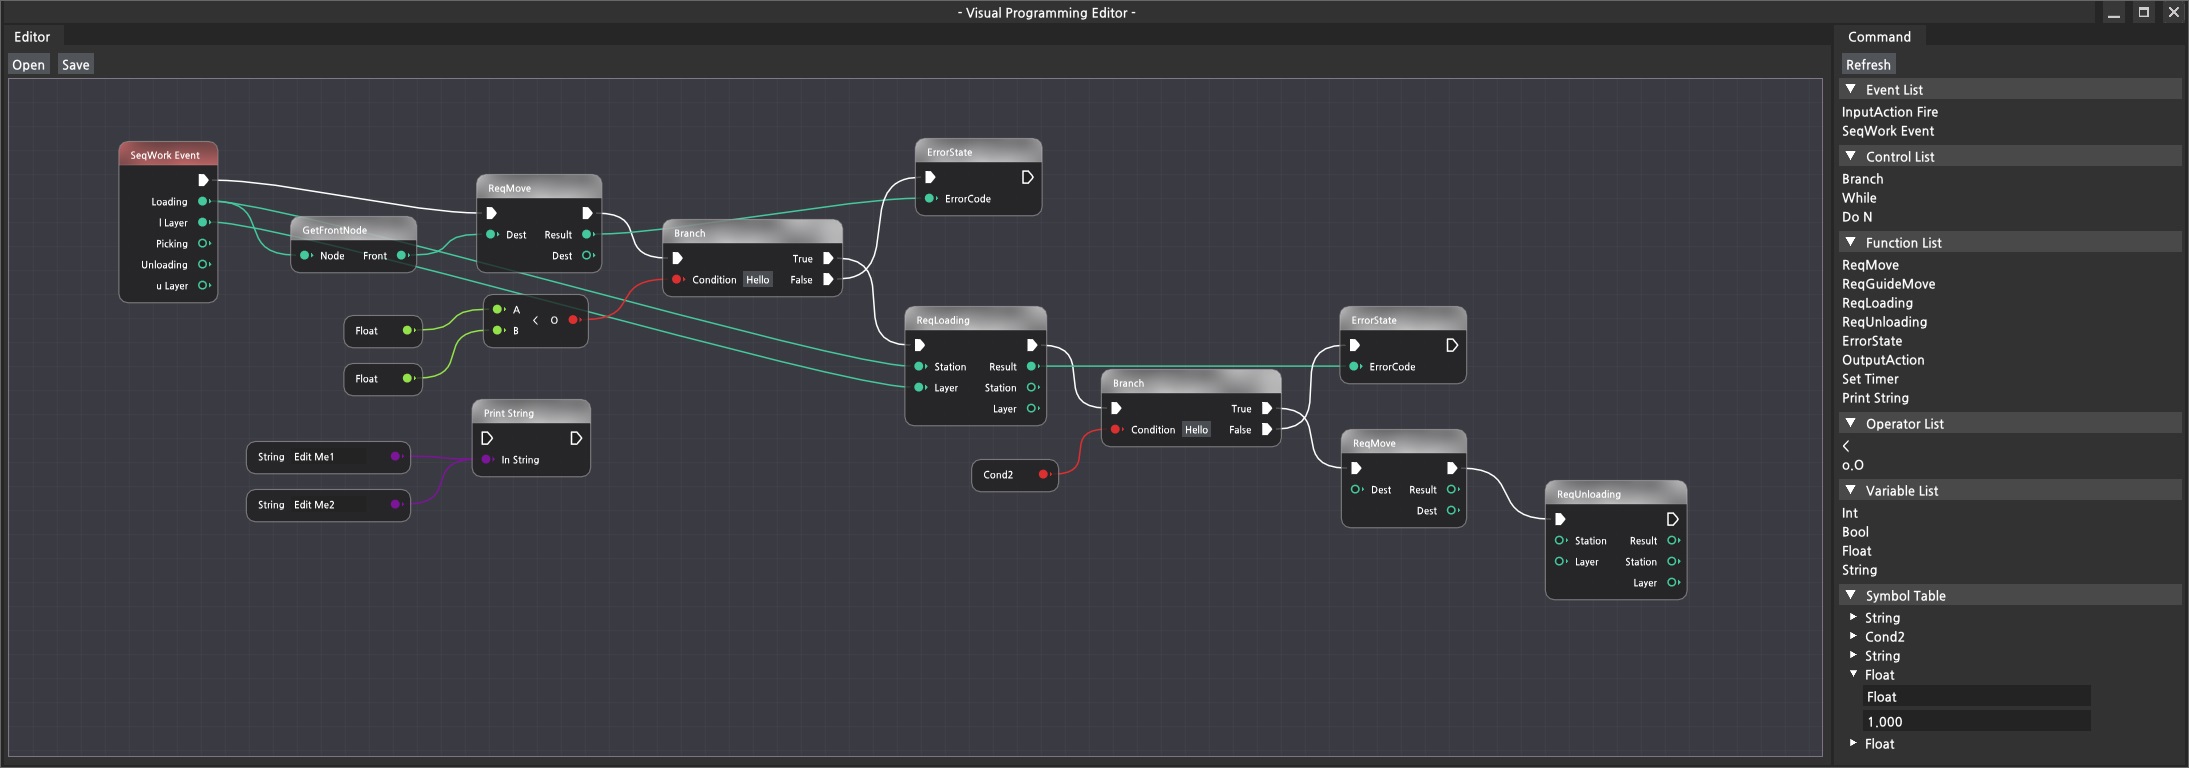 - Visual Programming Editor -
Editor
Open Save
SeqWork Event
Loading
l Layer
Picking
Unloading
u Layer
GetFrontNode
Node Front
ReqMove
Dest Result
Dest
Branch
True
Condition Hello False
ErrorState
ErrorCode
Float
Float
A
< O
B
Print String
In String
String Edit Me1
String Edit Me2
ReqLoading
Station Result
Layer Station
Layer
Branch
True
Condition Hello False
Cond2
ErrorState
ErrorCode
ReqMove
Dest Result
Dest
ReqUnloading
Station Result
Layer Station
Layer
Command
Refresh
Event List
InputAction Fire
SeqWork Event
Control List
Branch
While
Do N
Function List
ReqMove
ReqGuideMove
ReqLoading
ReqUnloading
ErrorState
OutputAction
Set Timer
Print String
Operator List
<
o.O
Variable List
Int
Bool
Float
String
Symbol Table
String
Cond2
String
Float
Float
1.000
Float